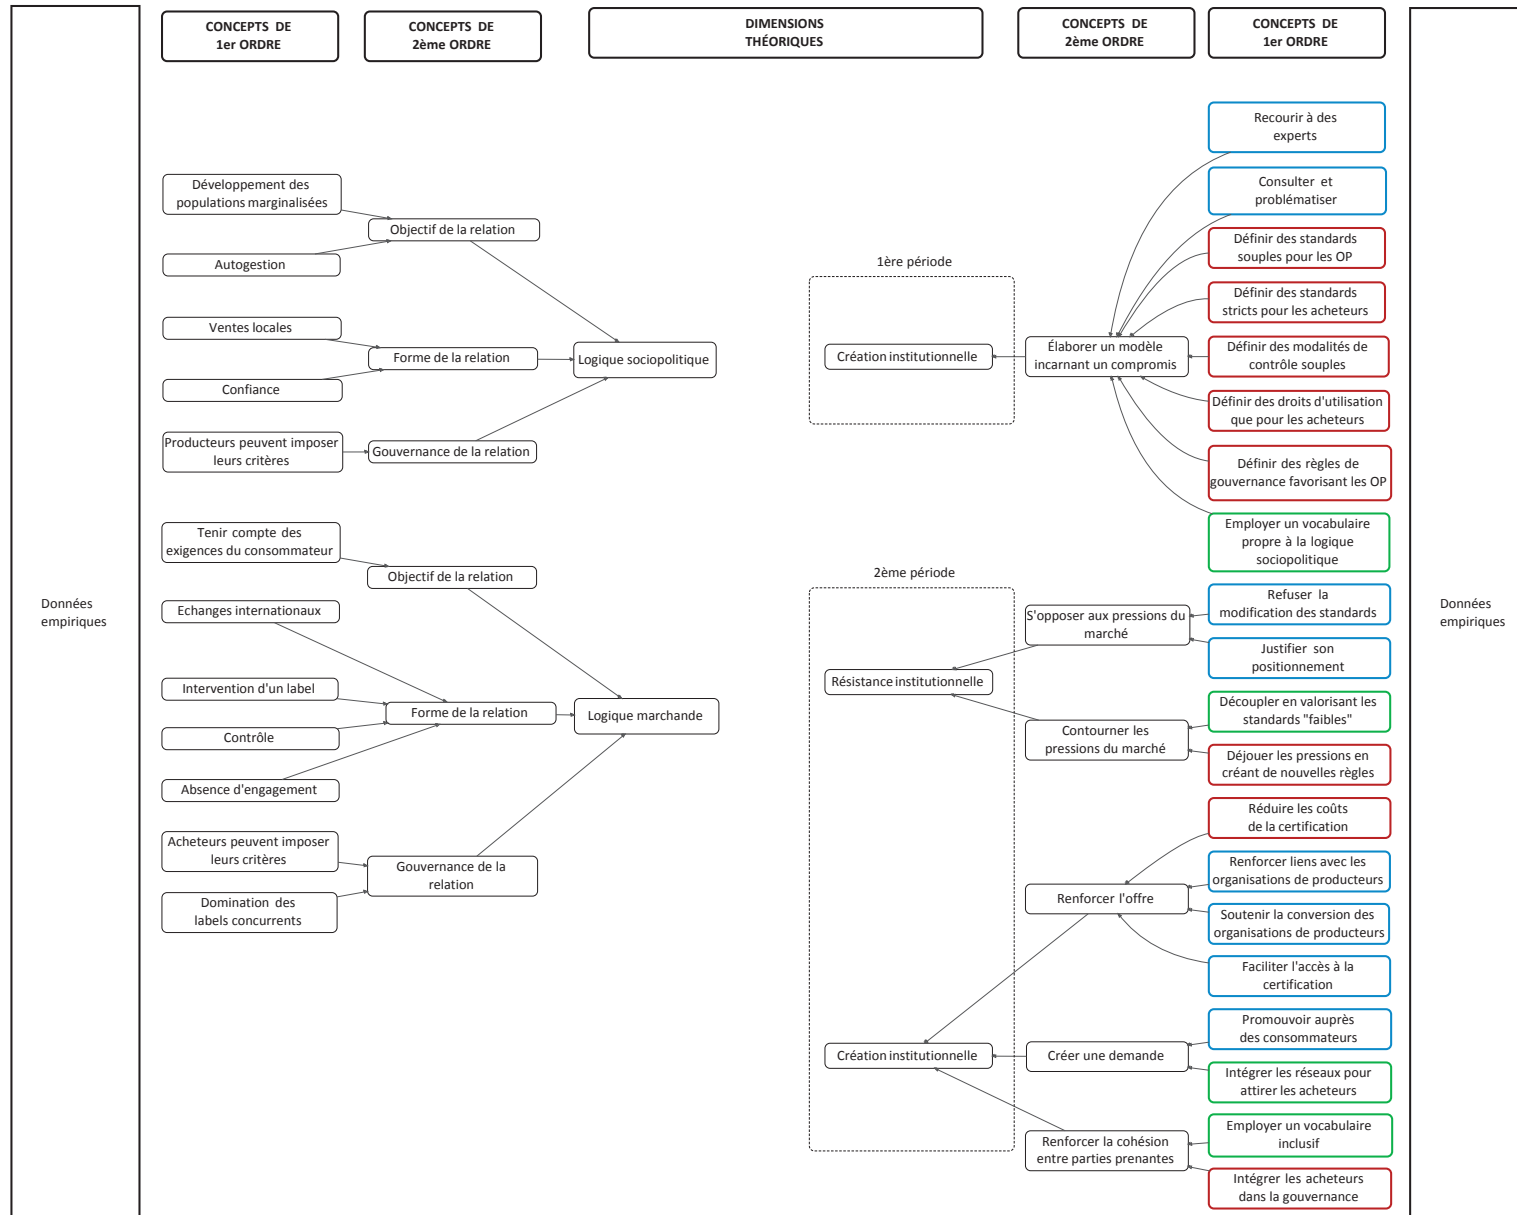 CONCEPTS DE
1er ORDRE
CONCEPTS DE
2ème ORDRE
DIMENSIONS
THÉORIQUES
CONCEPTS DE
2ème ORDRE
CONCEPTS DE
1er ORDRE
Données
empiriques
Développement des
populations marginalisées
Autogestion
Objectif de la relation
Ventes locales
Confiance
Forme de la relation
Producteurs peuvent imposer
leurs critères
Gouvernance de la relation
Logique sociopolitique
Tenir compte des
exigences du consommateur
Objectif de la relation
Echanges internationaux
Intervention d'un label
Contrôle
Absence d'engagement
Forme de la relation
Acheteurs peuvent imposer
leurs critères
Domination des
labels concurrents
Gouvernance de la
relation
Logique marchande
1ère période
Création institutionnelle
Élaborer un modèle
incarnant un compromis
Recourir à des
experts
Consulter et
problématiser
Définir des standards
souples pour les OP
Définir des standards
stricts pour les acheteurs
Définir des modalités de
contrôle souples
Définir des droits d'utilisation
que pour les acheteurs
Définir des règles de
gouvernance favorisant les OP
Employer un vocabulaire
propre à la logique
sociopolitique
2ème période
Résistance institutionnelle
S'opposer aux pressions du
marché
Refuser la
modification des standards
Justifier son
positionnement
Contourner les
pressions du marché
Découpler en valorisant les
standards "faibles"
Déjouer les pressions en
créant de nouvelles règles
Création institutionnelle
Renforcer l'offre
Réduire les coûts
de la certification
Renforcer liens avec les
organisations de producteurs
Soutenir la conversion des
organisations de producteurs
Faciliter l'accès à la
certification
Créer une demande
Promouvoir auprès
des consommateurs
Intégrer les réseaux pour
attirer les acheteurs
Renforcer la cohésion
entre parties prenantes
Employer un vocabulaire
inclusif
Intégrer les acheteurs
dans la gouvernance
Données
empiriques